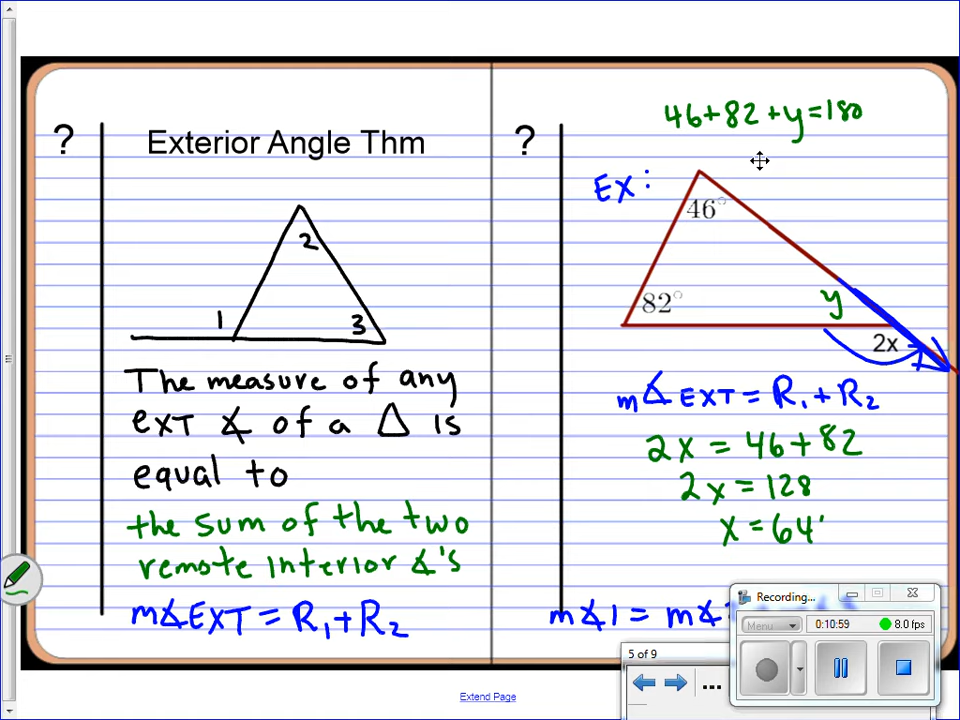 ?
Exterior Angle Thm
2
1
3
The measure of any
ext ∡ of a △ is
equal to
the sum of the two
remote interior ∡'s
m∡EXT = R₁ + R₂
?
46 + 82 + y = 180
EX:
46°
82°
y
2x
m∡EXT = R₁ + R₂
2x = 46 + 82
2x = 128
x = 64
m∡1 = m∡
Recording...
Menu
0:10:59
8.0 fps
5 of 9
...
Extend Page